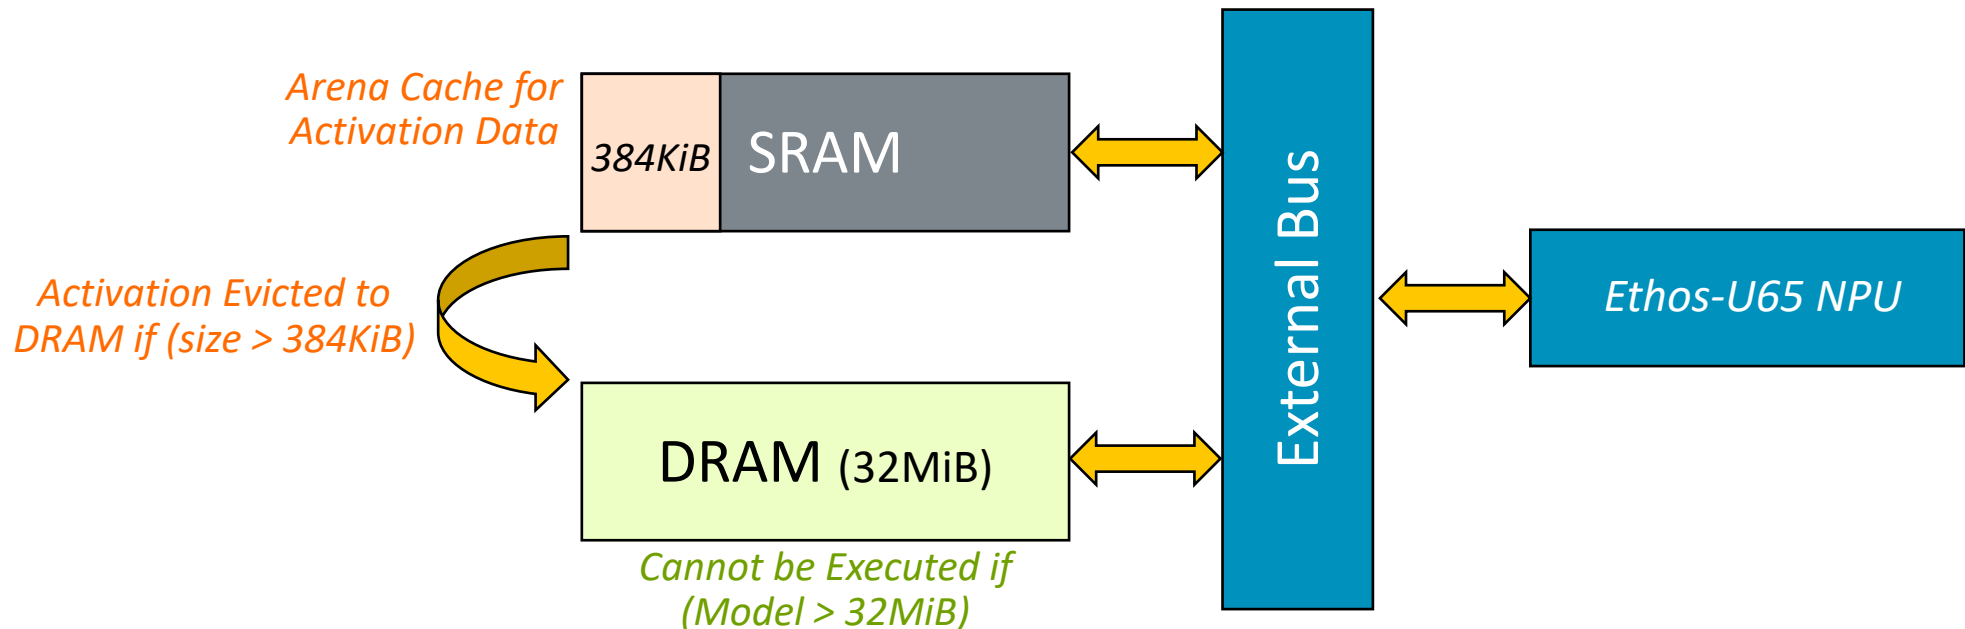 Arena Cache for
Activation Data
384KiB
SRAM
External Bus
Activation Evicted to
DRAM if (size > 384KiB)
Ethos-U65 NPU
DRAM (32MiB)
Cannot be Executed if
(Model > 32MiB)